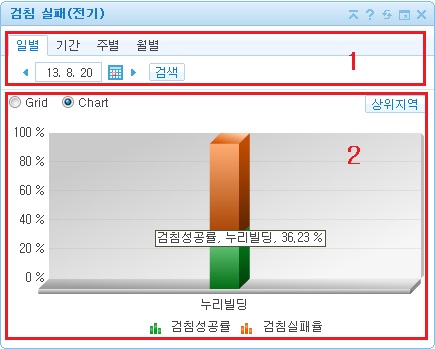 검침 실패(전기)
일별 기간 주별 월별
1
13. 8. 20 검색
Grid Chart 상위지역
2
100 %
80 %
60 %
40 %
20 %
0 %
검침성공률, 누리빌딩, 36,23 %
누리빌딩
검침성공률 검침실패율